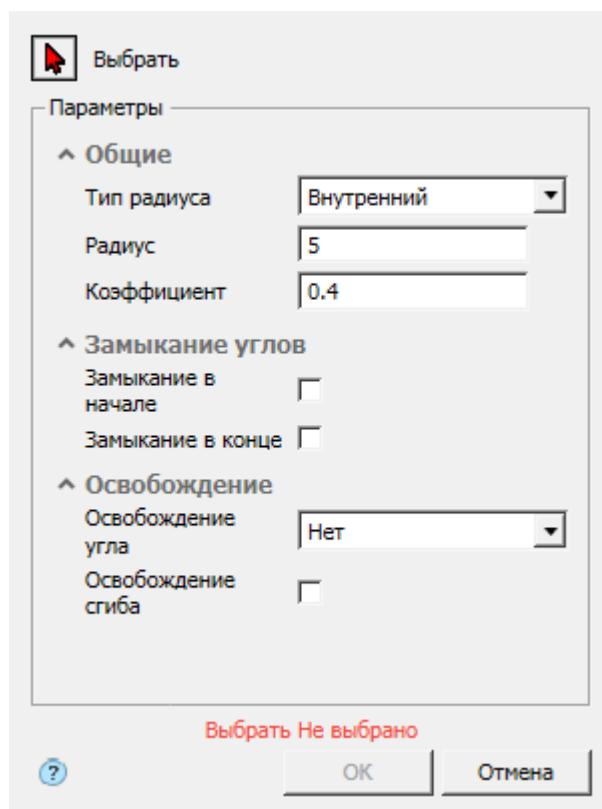 Выбрать
Параметры
Общие
Тип радиуса Внутренний
Радиус 5
Коэффициент 0.4
Замыкание углов
Замыкание в
начале
Замыкание в конце
Освобождение
Освобождение
угла Нет
Освобождение
сгиба
Выбрать Не выбрано
? OK Отмена